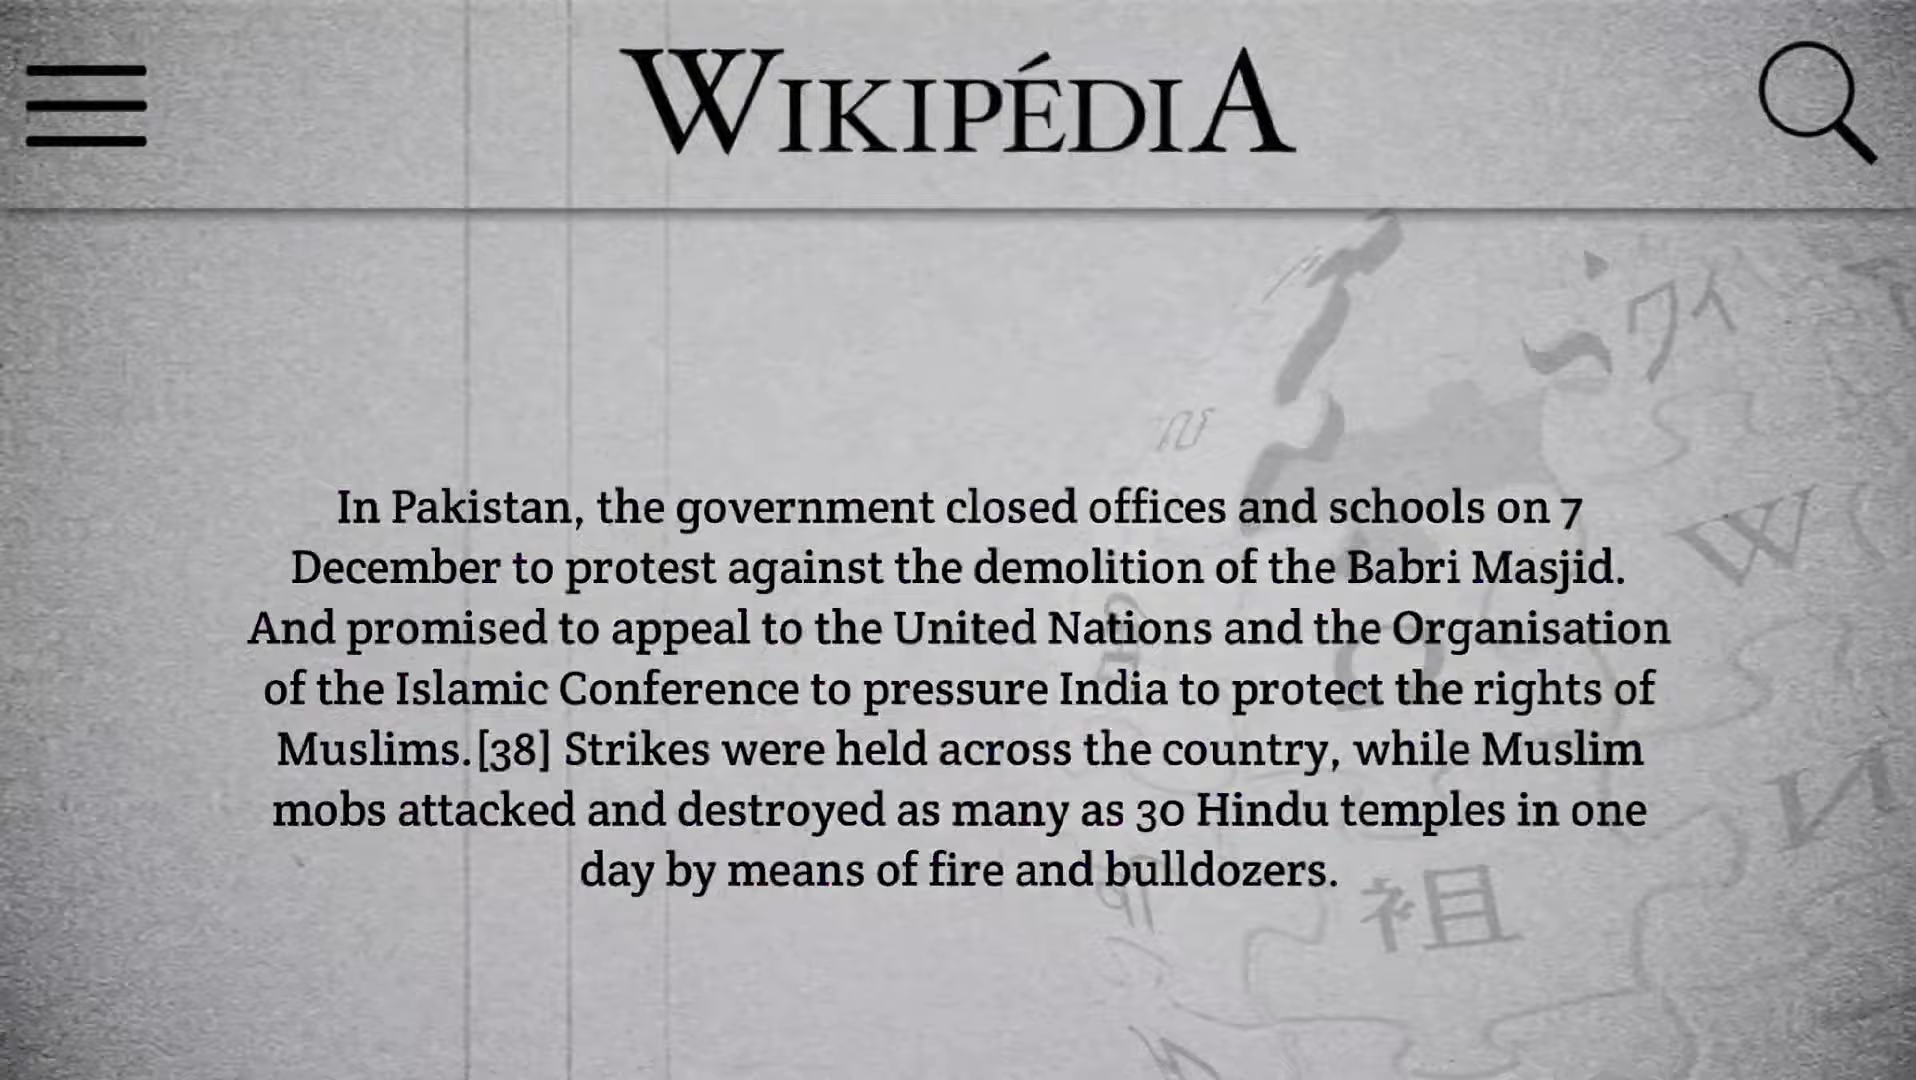 WIKIPÉDIA
In Pakistan, the government closed offices and schools on 7
December to protest against the demolition of the Babri Masjid.
And promised to appeal to the United Nations and the Organisation
of the Islamic Conference to pressure India to protect the rights of
Muslims.[38] Strikes were held across the country, while Muslim
mobs attacked and destroyed as many as 30 Hindu temples in one
day by means of fire and bulldozers.
ワィ
W
И
祖